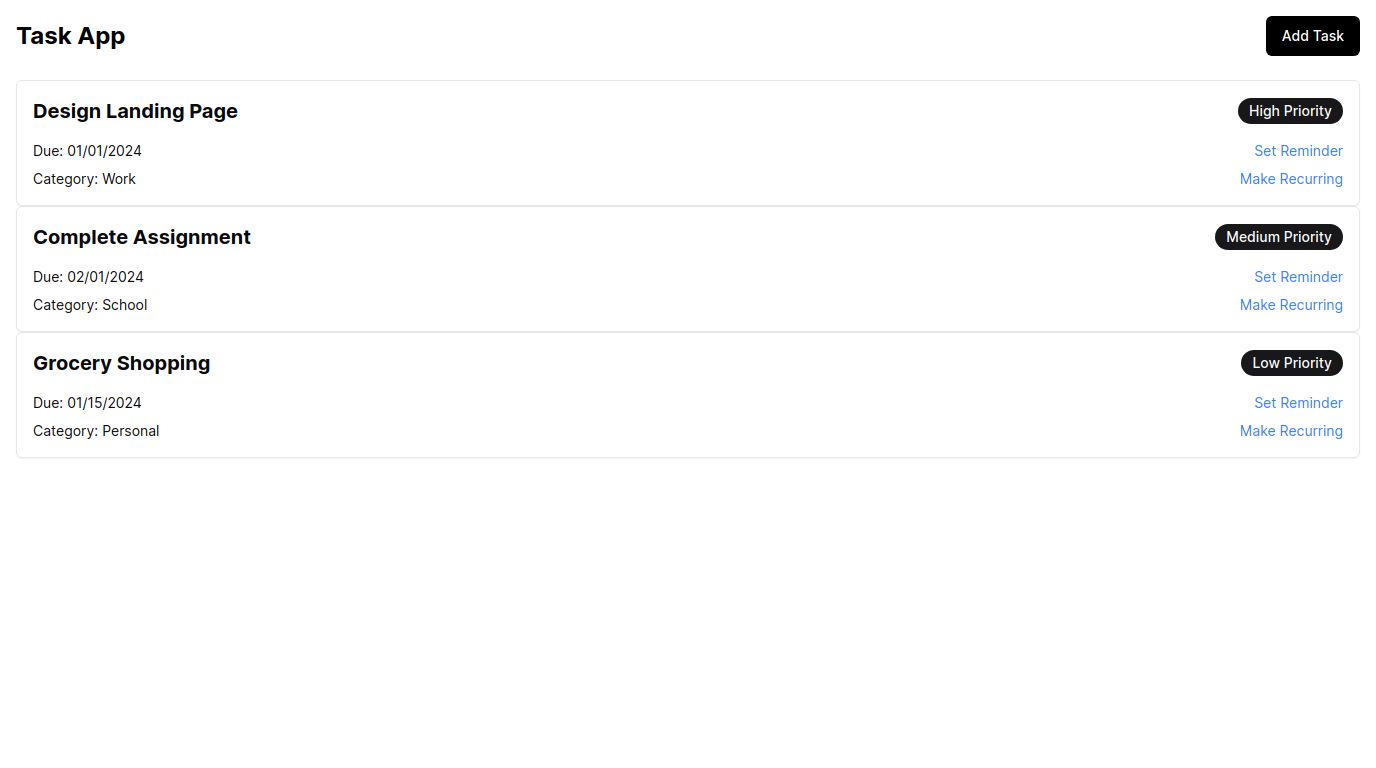 Task App
Add Task
Design Landing Page
High Priority
Due: 01/01/2024
Set Reminder
Category: Work
Make Recurring
Complete Assignment
Medium Priority
Due: 02/01/2024
Set Reminder
Category: School
Make Recurring
Grocery Shopping
Low Priority
Due: 01/15/2024
Set Reminder
Category: Personal
Make Recurring